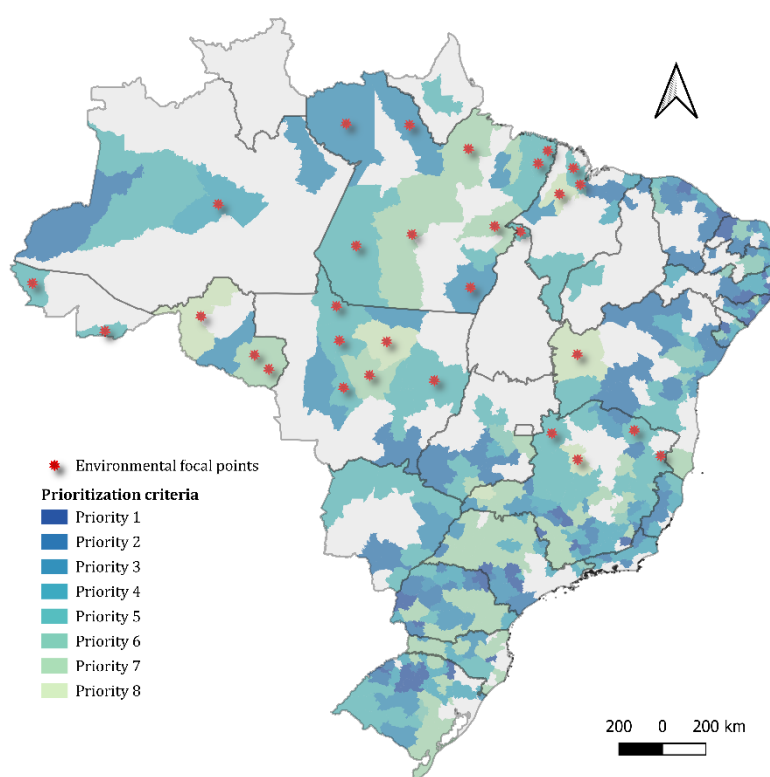 Environmental focal points
Prioritization criteria
Priority 1
Priority 2
Priority 3
Priority 4
Priority 5
Priority 6
Priority 7
Priority 8
200 0 200 km